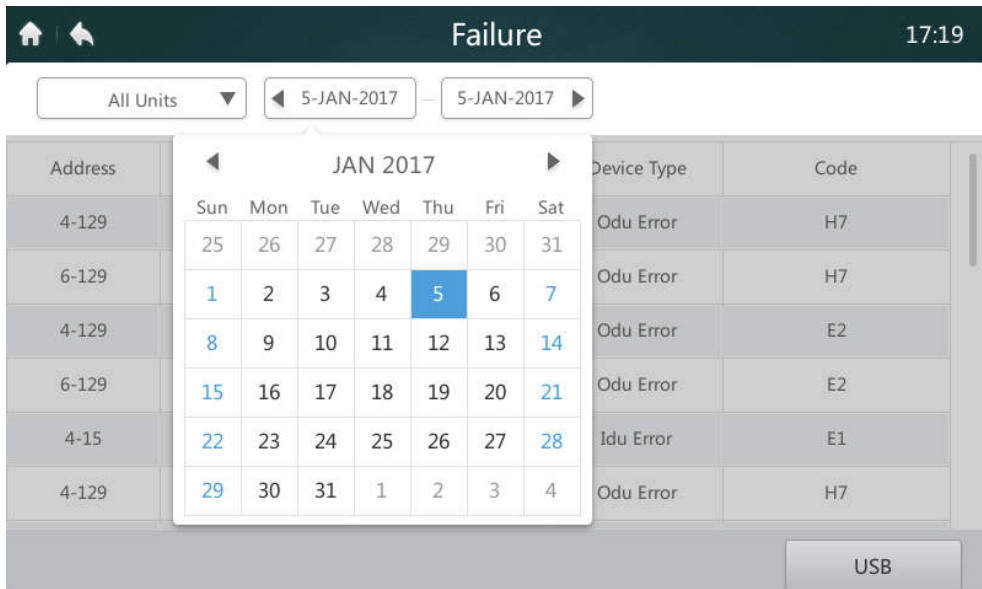 Failure 17:19
All Units 5-JAN-2017 – 5-JAN-2017
JAN 2017
Sun Mon Tue Wed Thu Fri Sat
25 26 27 28 29 30 31
1 2 3 4 5 6 7
8 9 10 11 12 13 14
15 16 17 18 19 20 21
22 23 24 25 26 27 28
29 30 31 1 2 3 4
Address Device Type Code
4-129 Odu Error H7
6-129 Odu Error H7
4-129 Odu Error E2
6-129 Odu Error E2
4-15 Idu Error E1
4-129 Odu Error H7
USB